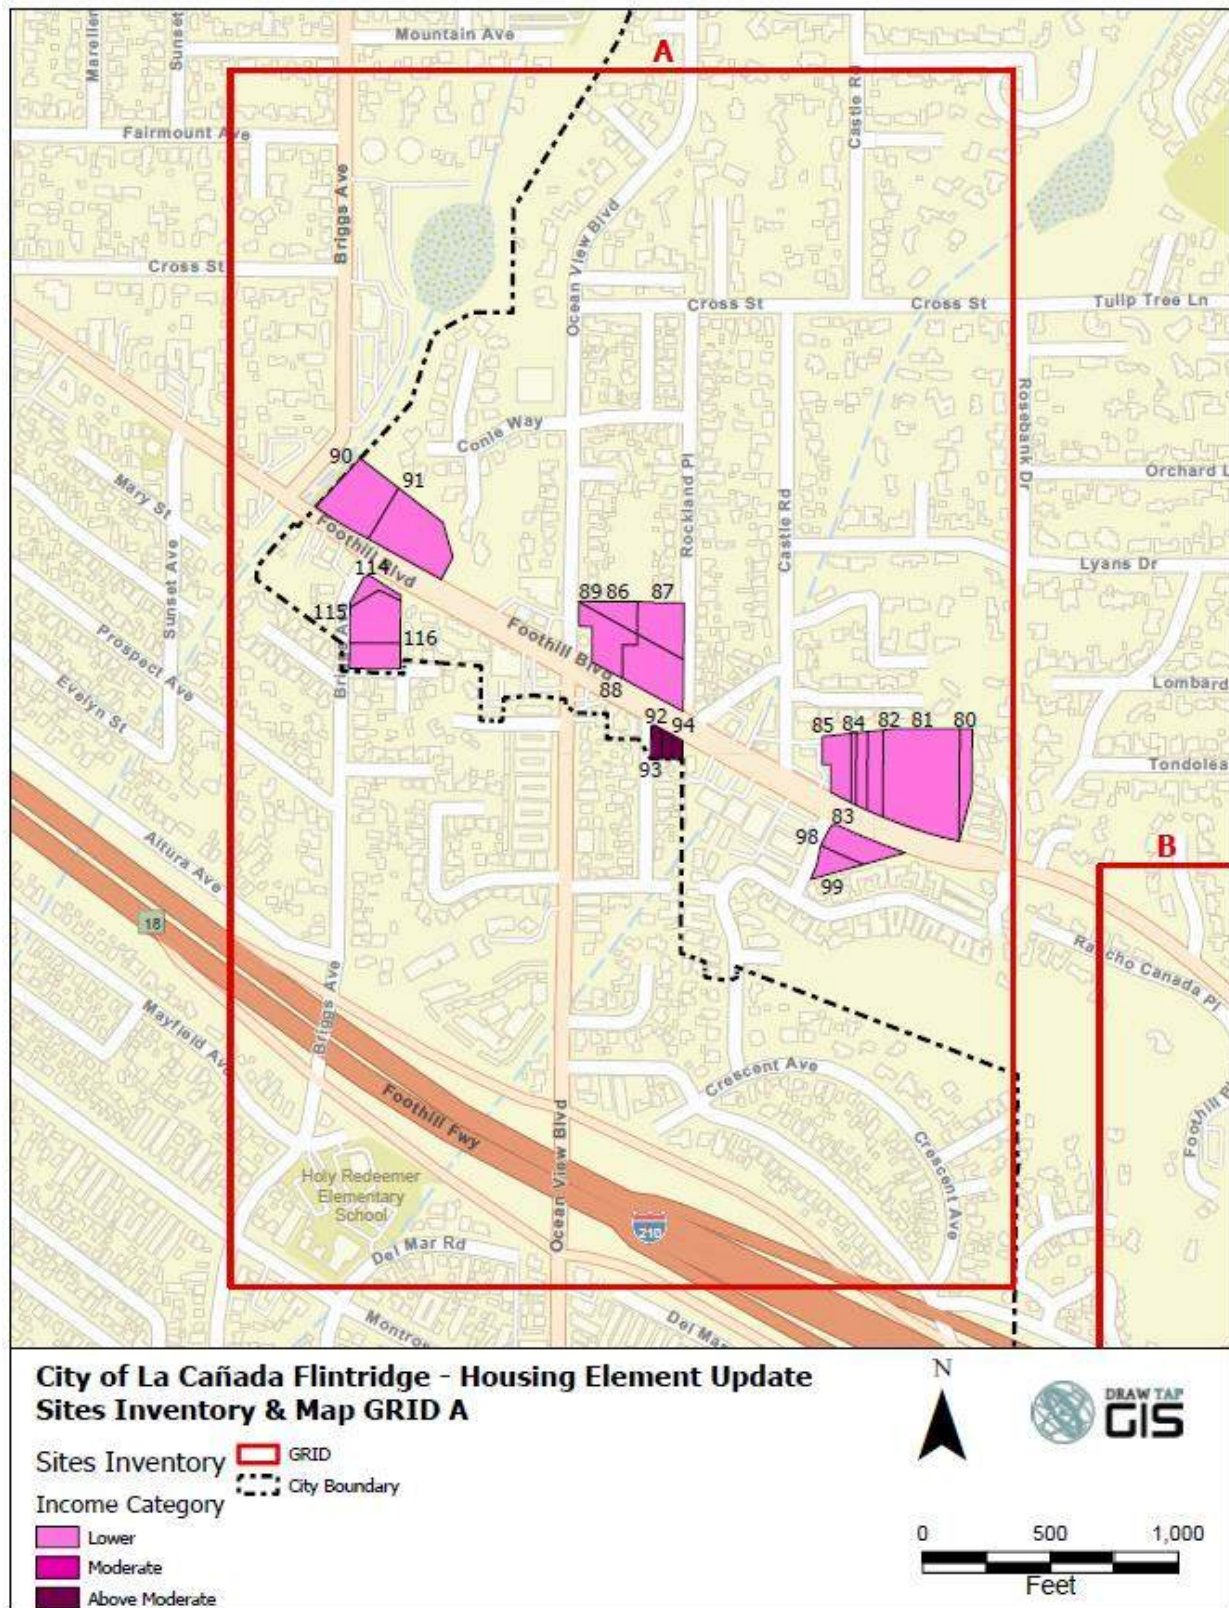 Mountain Ave
A
Sunset
Castle Rd
Fairmount Ave
Briggs Ave
Ocean View Blvd
Cross St
Cross St
Cross St
Tulip Tree Ln
Rosebank Dr
Conie Way
Orchard L
90
91
Mary St
Rockland Pl
Castle Rd
Foothill Blvd
Sunset Ave
Lyans Dr
114
89 86 87
115
116
Prospect Ave
Foothill Blvd
Evelyn St
88
Lombard
92 94
85 84 82 81 80
93
Tondolea
83
98
B
99
Altura Ave
18
Rancho Canada Pl
Briggs Ave
Mayfield Ave
Crescent Ave
Foothill Fwy
Ocean View Blvd
Crescent Ave
Holy Redeemer
Elementary
School
210
Del Mar Rd
City of La Cañada Flintridge - Housing Element Update
Sites Inventory & Map GRID A
N
DRAW TAP
GIS
Sites Inventory
GRID
City Boundary
Income Category
Lower
Moderate
Above Moderate
0 500 1,000
Feet